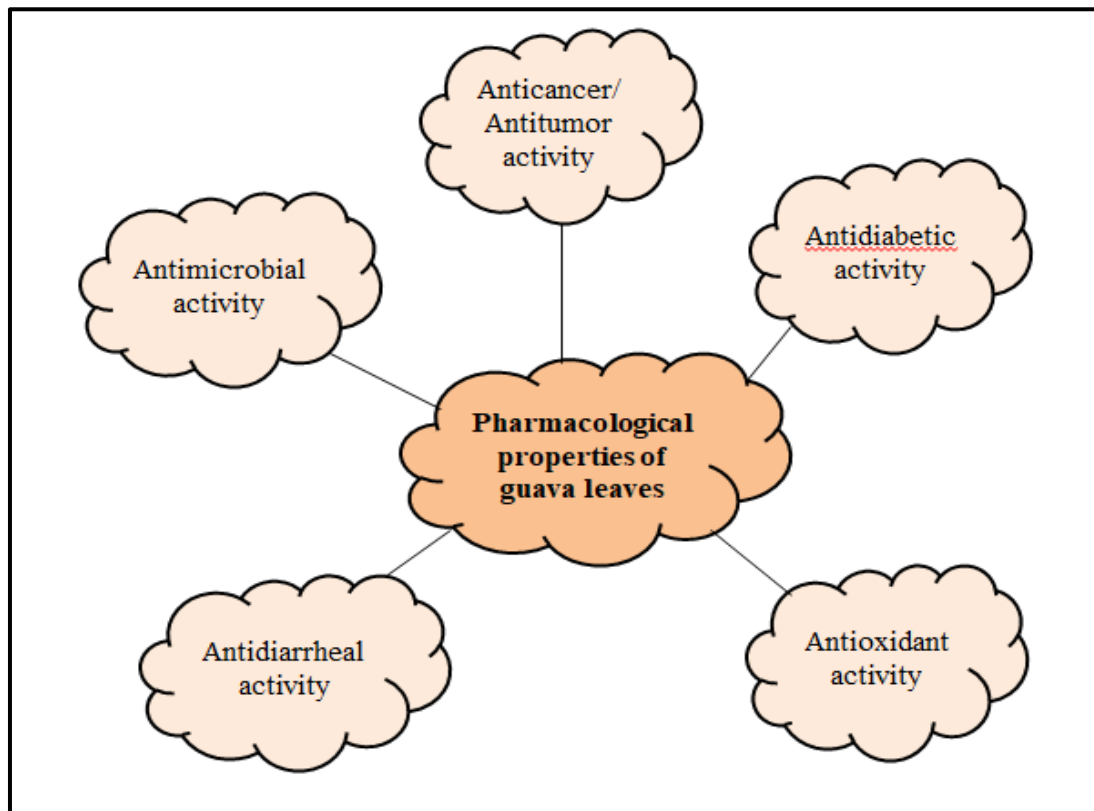 Anticancer/
Antitumor
activity
Antidiabetic
activity
Antimicrobial
activity
Pharmacological
properties of
guava leaves
Antidiarrheal
activity
Antioxidant
activity